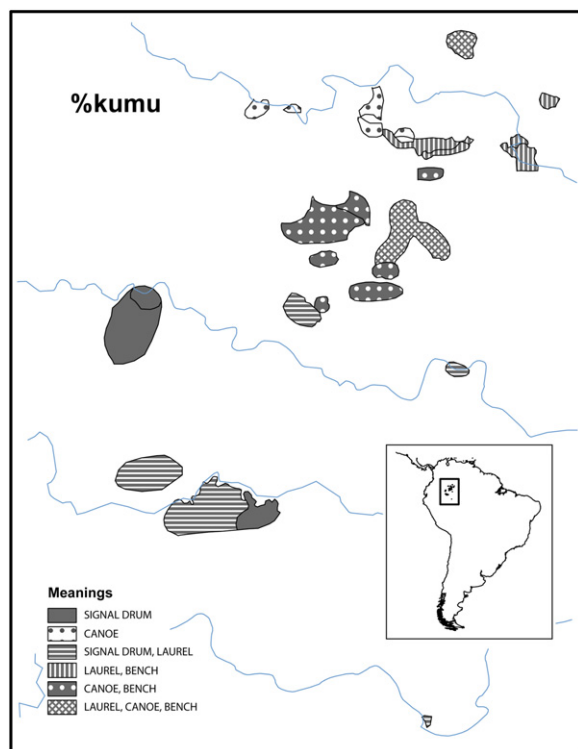 %kumu
Meanings
SIGNAL DRUM
CANOE
SIGNAL DRUM, LAUREL
LAUREL, BENCH
CANOE, BENCH
LAUREL, CANOE, BENCH